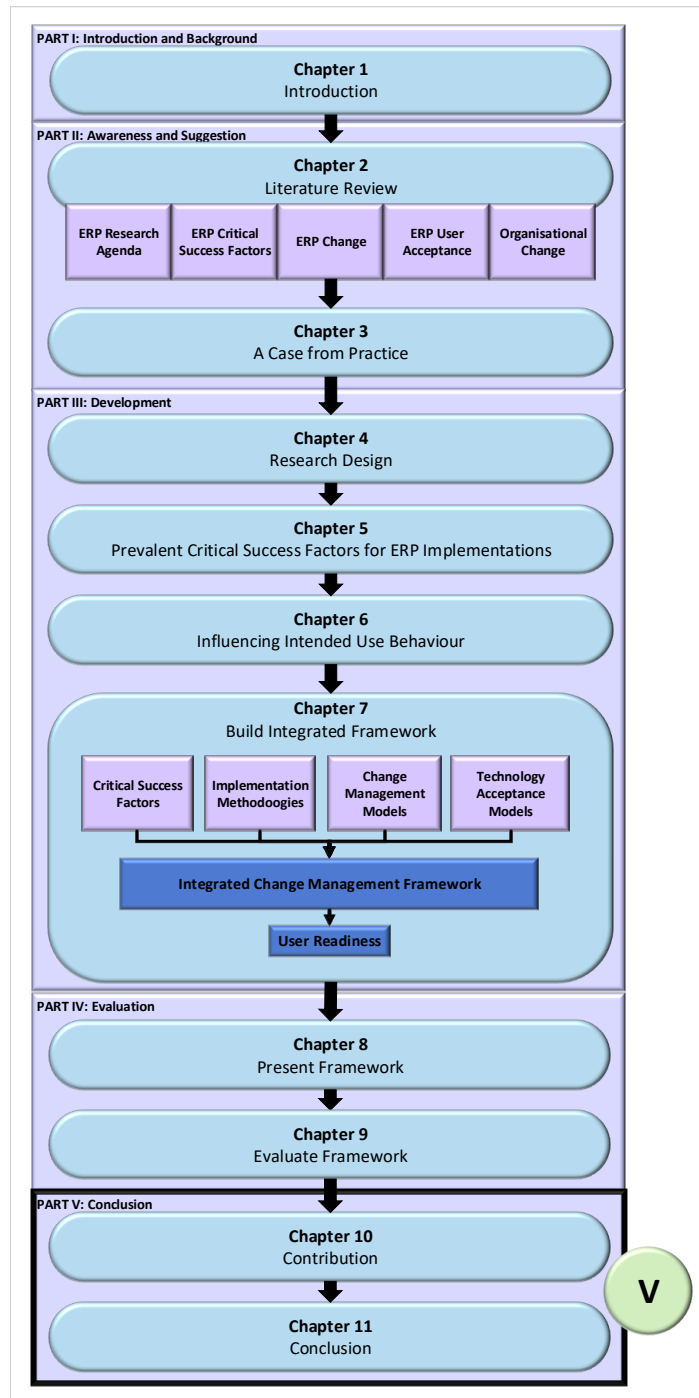 PART I: Introduction and Background
Chapter 1
Introduction
PART II: Awareness and Suggestion
Chapter 2
Literature Review
ERP Research
Agenda
ERP Critical
Success Factors
ERP Change
ERP User
Acceptance
Organisational
Change
Chapter 3
A Case from Practice
PART III: Development
Chapter 4
Research Design
Chapter 5
Prevalent Critical Success Factors for ERP Implementations
Chapter 6
Influencing Intended Use Behaviour
Chapter 7
Build Integrated Framework
Critical Success
Factors
Implementation
Methodoogies
Change
Management
Models
Technology
Acceptance
Models
Integrated Change Management Framework
User Readiness
PART IV: Evaluation
Chapter 8
Present Framework
Chapter 9
Evaluate Framework
PART V: Conclusion
Chapter 10
Contribution
V
Chapter 11
Conclusion